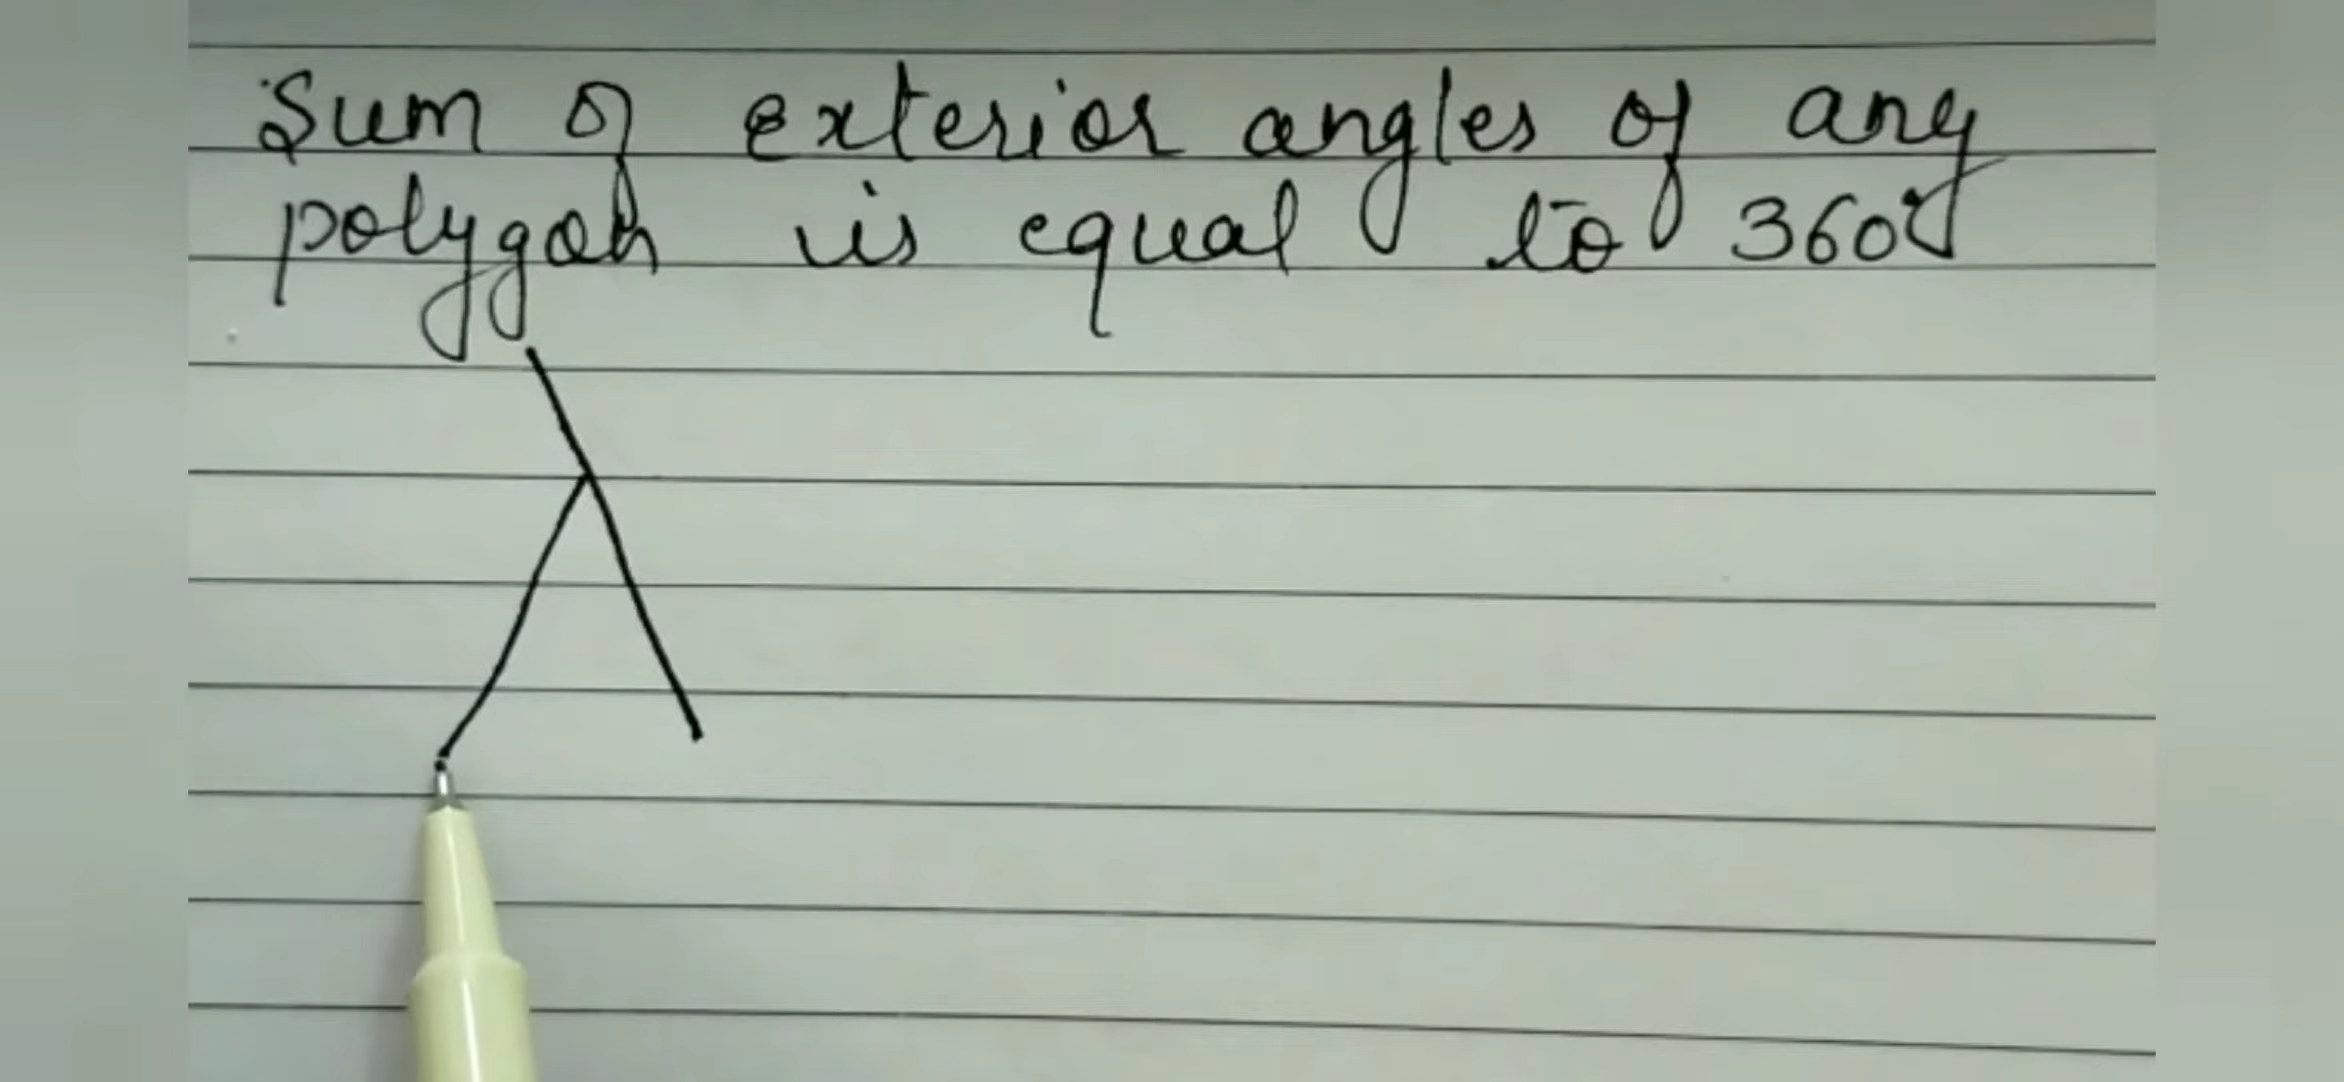 Sum of exterior angles of any
polygon is equal to 360°